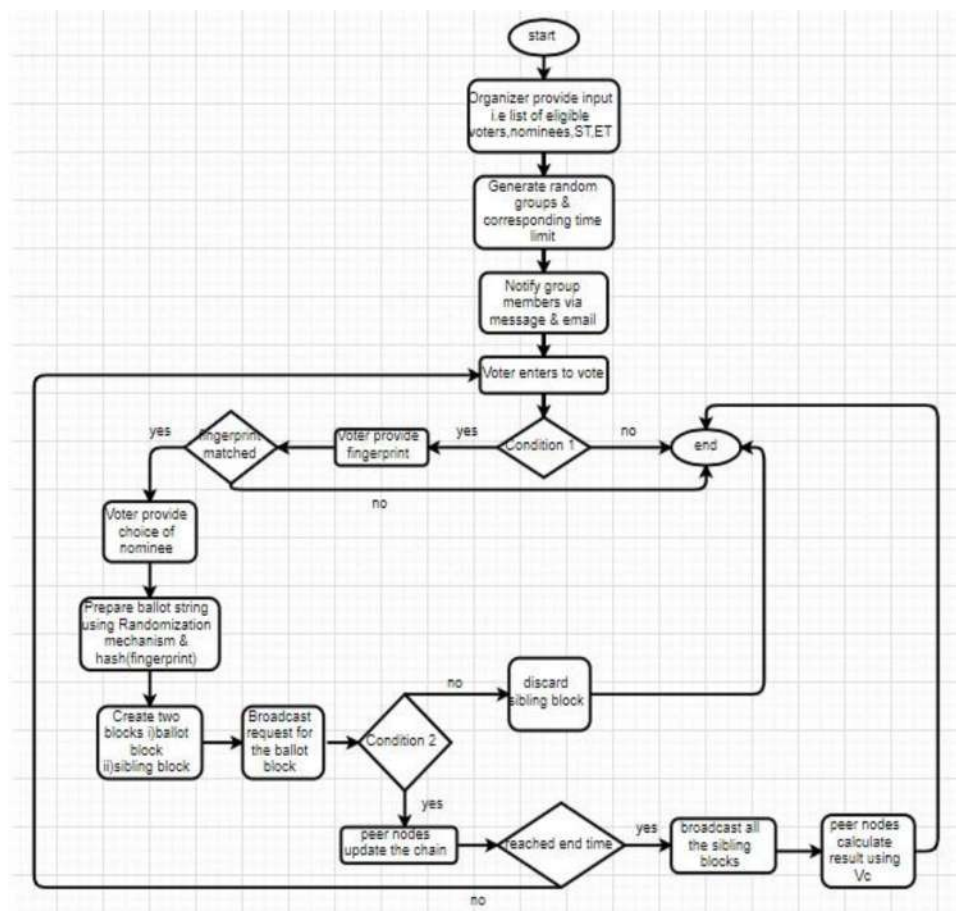 start
Organizer provide input
i.e list of eligible
voters,nominees,ST,ET
Generate random
groups &
corresponding time
limit
Notify group
members via
message & email
Voter enters to vote
Condition 1
yes
no
end
Voter provide
fingerprint
fingerprint
matched
yes
no
Voter provide
choice of
nominee
Prepare ballot string
using Randomization
mechanism &
hash(fingerprint)
Create two
blocks i)ballot
block
ii)sibling block
Broadcast
request for
the ballot
block
Condition 2
no
discard
sibling block
yes
peer nodes
update the chain
reached end time
yes
broadcast all
the sibling
blocks
peer nodes
calculate
result using
Vc
no